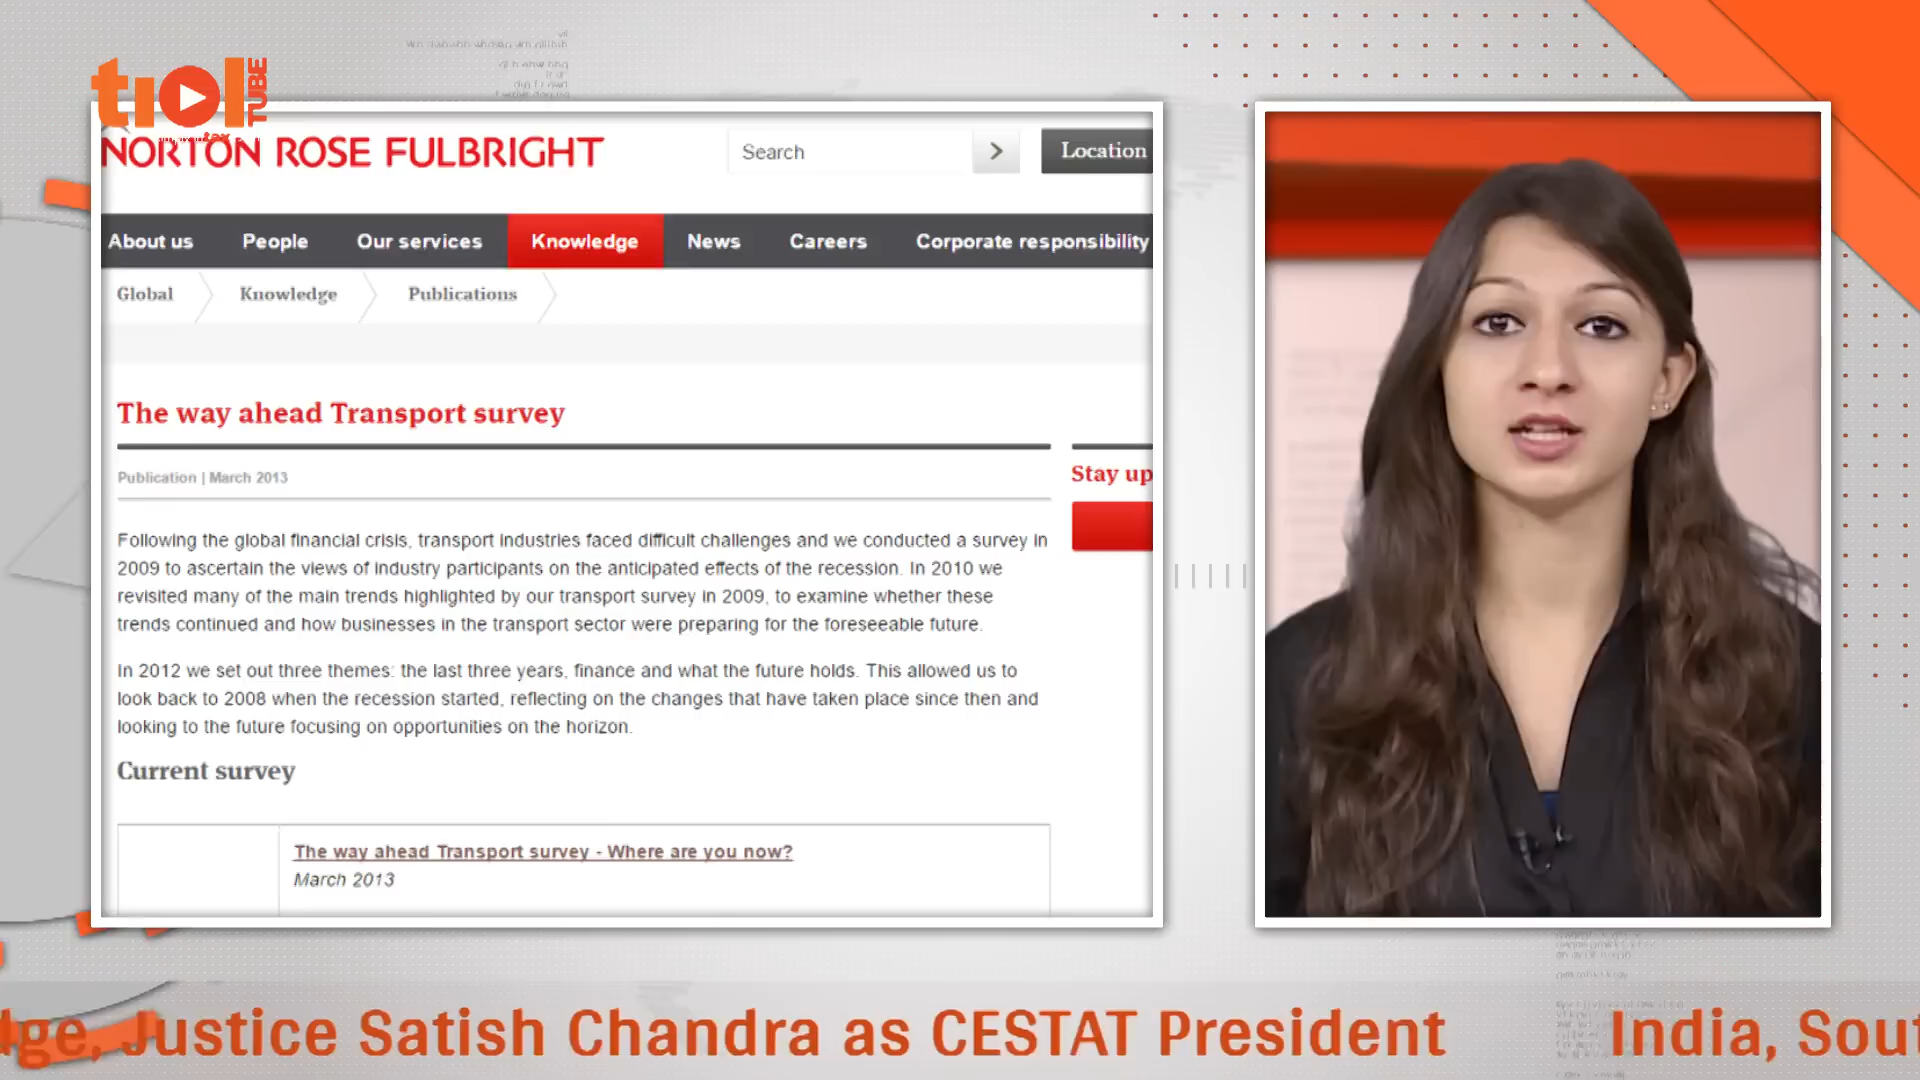 tiol TUBE
NORTON ROSE FULBRIGHT
Search
Location
About us People Our services Knowledge News Careers Corporate responsibility
Global Knowledge Publications
The way ahead Transport survey
Publication | March 2013
Stay up
Following the global financial crisis, transport industries faced difficult challenges and we conducted a survey in
2009 to ascertain the views of industry participants on the anticipated effects of the recession. In 2010 we
revisited many of the main trends highlighted by our transport survey in 2009, to examine whether these
trends continued and how businesses in the transport sector were preparing for the foreseeable future.
In 2012 we set out three themes: the last three years, finance and what the future holds. This allowed us to
look back to 2008 when the recession started, reflecting on the changes that have taken place since then and
looking to the future focusing on opportunities on the horizon.
Current survey
The way ahead Transport survey - Where are you now?
March 2013
dge, Justice Satish Chandra as CESTAT President India, Sout